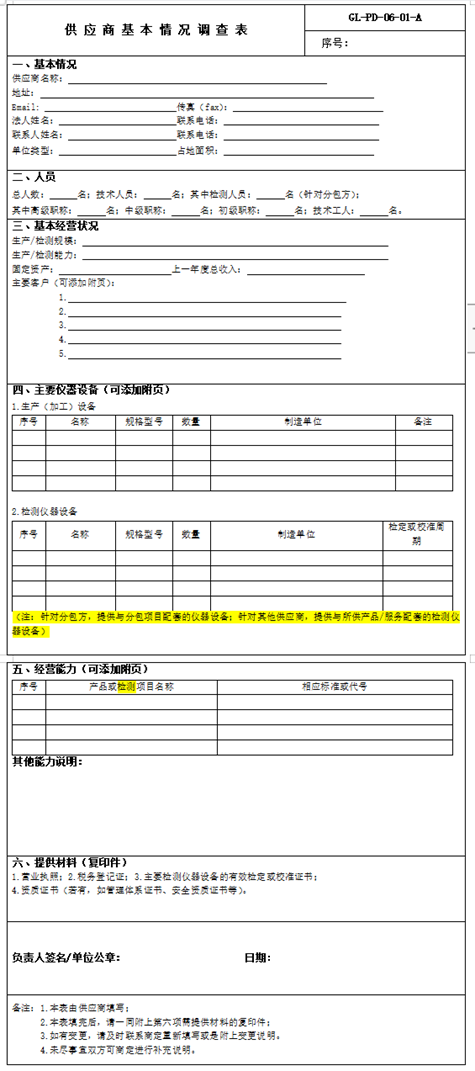 供应商基本情况调查表
GL-PD-06-01-A
序号:
一、基本情况
供应商名称:
地址:
Email: 传真（fax）:
法人姓名: 联系电话:
联系人姓名: 联系电话:
单位类型: 占地面积:
二、人员
总人数: 名；技术人员: 名；其中检测人员: 名（针对分包方）；
其中高级职称: 名；中级职称: 名；初级职称: 名；技术工人: 名。
三、基本经营状况
生产/检测规模:
生产/检测能力:
固定资产: 上一年度总收入:
主要客户（可添加附页）:
1.
2.
3.
4.
5.
四、主要仪器设备（可添加附页）
1.生产（加工）设备
序号 名称 规格型号 数量 制造单位 备注
2.检测仪器设备
序号 名称 规格型号 数量 制造单位 检定或校准周
期
（注：针对分包方，提供与分包项目配套的仪器设备；针对其他供应商，提供与所供产品/服务配套的检测仪
器设备）
五、经营能力（可添加附页）
序号 产品或检测项目名称 相应标准或代号
其他能力说明:
六、提供材料（复印件）
1.营业执照；2.税务登记证；3.主要检测仪器设备的有效检定或校准证书；
4.资质证书（若有，如管理体系证书、安全资质证书等）。
负责人签名/单位公章: 日期:
备注: 1.本表由供应商填写；
2.本表填完后，请一同附上第六项需提供材料的复印件；
3.如有变更，请及时联系商定重新填写或是附上变更说明。
4.未尽事宜双方可商定进行补充说明。